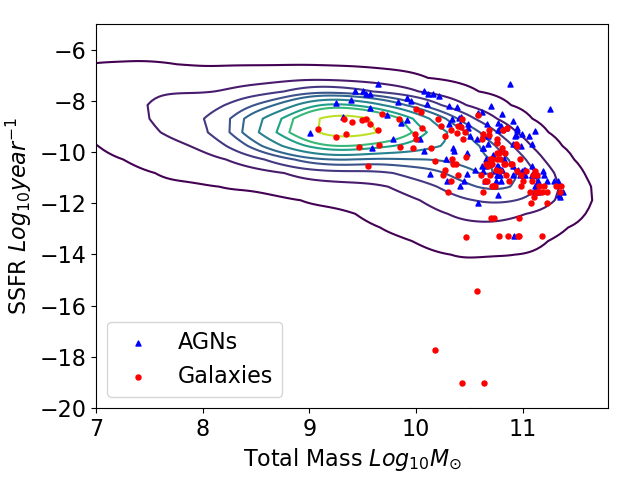 −6
−8
−10
−12
−14
−16
−18
−20
SSFR Log₁₀year⁻¹
AGNs
Galaxies
7 8 9 10 11
Total Mass Log₁₀M⊙